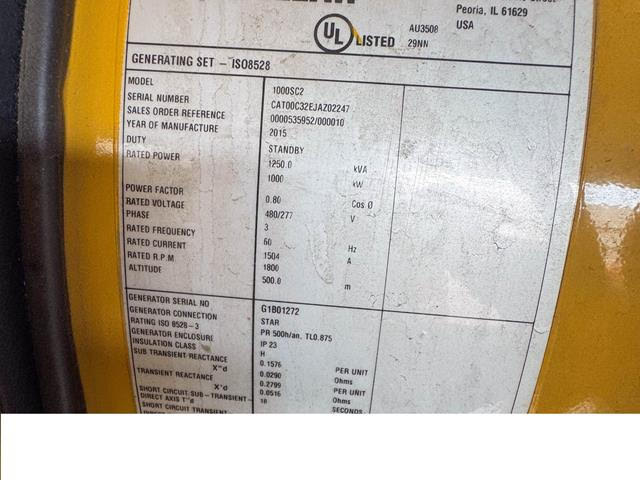 Peoria, IL 61629
USA
UL LISTED AU3508
29NN
GENERATING SET – ISO8528
MODEL 1000SC2
SERIAL NUMBER CAT00C32EJAZ02247
SALES ORDER REFERENCE 0000535952/000010
YEAR OF MANUFACTURE 2015
DUTY STANDBY
RATED POWER 1250.0 kVA
1000 kW
POWER FACTOR 0.80 Cos Ø
RATED VOLTAGE 480/277 V
PHASE 3
RATED FREQUENCY 60 Hz
RATED CURRENT 1504 A
RATED R.P.M 1800
ALTITUDE 500.0 m
GENERATOR SERIAL NO G1B01272
GENERATOR CONNECTION STAR
RATING ISO 8528–3 PR 500h/an. TL0.875
GENERATOR ENCLOSURE IP 23
INSULATION CLASS H
SUB TRANSIENT REACTANCE 0.1576 PER UNIT
X"d 0.0290 Ohms
TRANSIENT REACTANCE 0.2799 PER UNIT
X'd 0.0516 Ohms
SHORT CIRCUIT SUB-TRANSIENT- 10 SECONDS
DIRECT AXIS T"d
SHORT CIRCUIT TRANSIENT